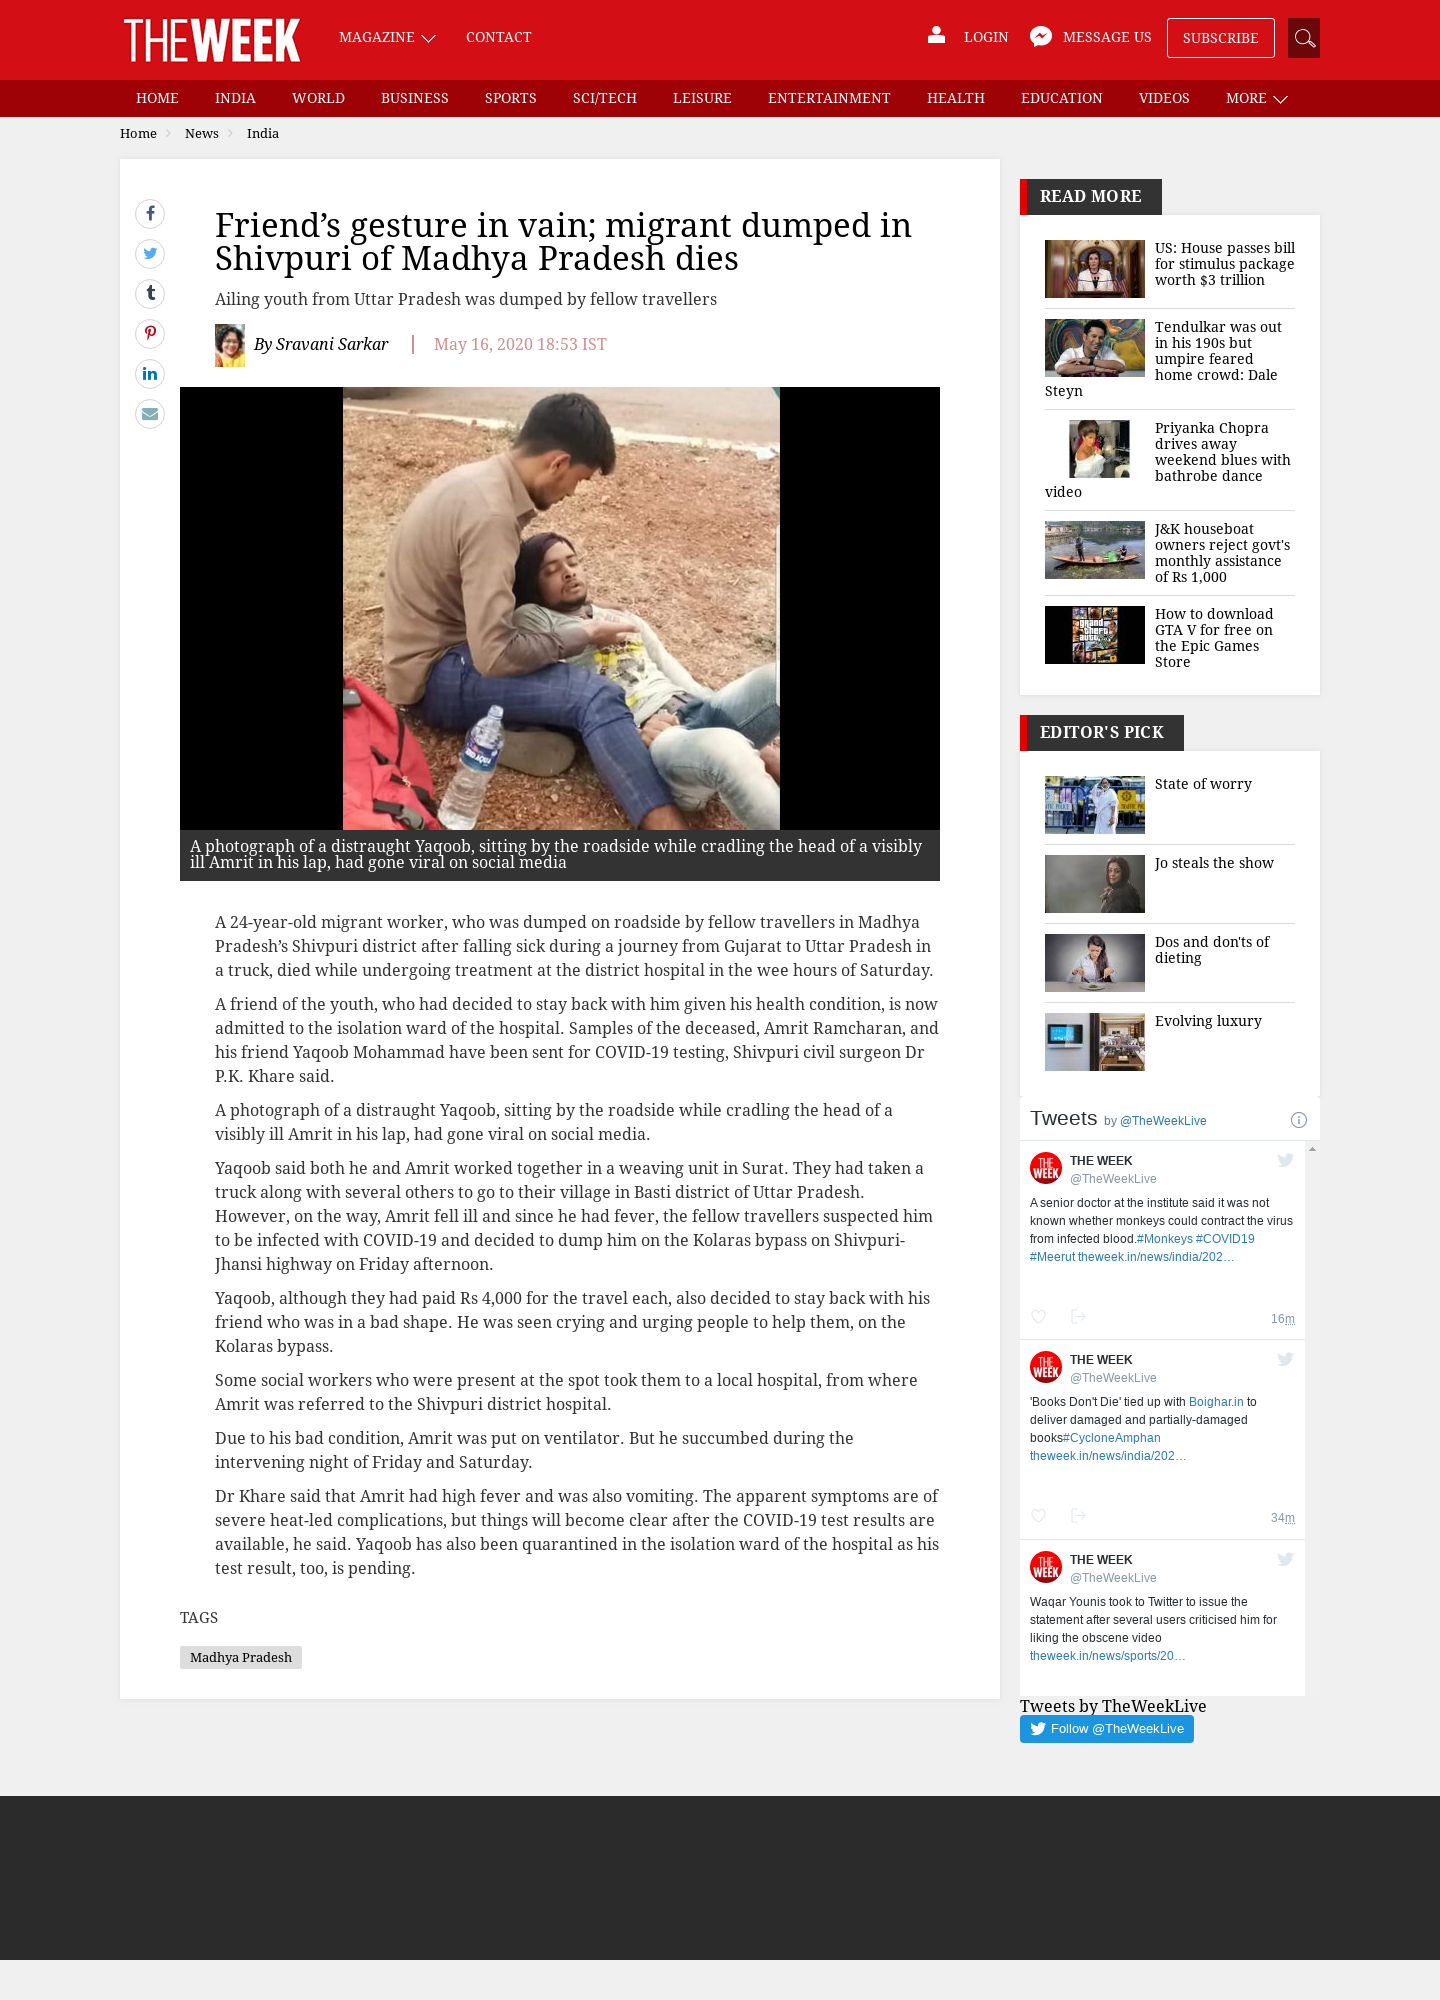 THE WEEK
MAGAZINE
CONTACT
LOGIN
MESSAGE US
SUBSCRIBE
HOME
INDIA
WORLD
BUSINESS
SPORTS
SCI/TECH
LEISURE
ENTERTAINMENT
HEALTH
EDUCATION
VIDEOS
MORE
Home
News
India
Friend’s gesture in vain; migrant dumped in
Shivpuri of Madhya Pradesh dies
Ailing youth from Uttar Pradesh was dumped by fellow travellers
By Sravani Sarkar
May 16, 2020 18:53 IST
A photograph of a distraught Yaqoob, sitting by the roadside while cradling the head of a visibly
ill Amrit in his lap, had gone viral on social media
A 24-year-old migrant worker, who was dumped on roadside by fellow travellers in Madhya
Pradesh’s Shivpuri district after falling sick during a journey from Gujarat to Uttar Pradesh in
a truck, died while undergoing treatment at the district hospital in the wee hours of Saturday.
A friend of the youth, who had decided to stay back with him given his health condition, is now
admitted to the isolation ward of the hospital. Samples of the deceased, Amrit Ramcharan, and
his friend Yaqoob Mohammad have been sent for COVID-19 testing, Shivpuri civil surgeon Dr
P.K. Khare said.
A photograph of a distraught Yaqoob, sitting by the roadside while cradling the head of a
visibly ill Amrit in his lap, had gone viral on social media.
Yaqoob said both he and Amrit worked together in a weaving unit in Surat. They had taken a
truck along with several others to go to their village in Basti district of Uttar Pradesh.
However, on the way, Amrit fell ill and since he had fever, the fellow travellers suspected him
to be infected with COVID-19 and decided to dump him on the Kolaras bypass on Shivpuri-
Jhansi highway on Friday afternoon.
Yaqoob, although they had paid Rs 4,000 for the travel each, also decided to stay back with his
friend who was in a bad shape. He was seen crying and urging people to help them, on the
Kolaras bypass.
Some social workers who were present at the spot took them to a local hospital, from where
Amrit was referred to the Shivpuri district hospital.
Due to his bad condition, Amrit was put on ventilator. But he succumbed during the
intervening night of Friday and Saturday.
Dr Khare said that Amrit had high fever and was also vomiting. The apparent symptoms are of
severe heat-led complications, but things will become clear after the COVID-19 test results are
available, he said. Yaqoob has also been quarantined in the isolation ward of the hospital as his
test result, too, is pending.
TAGS
Madhya Pradesh
READ MORE
US: House passes bill
for stimulus package
worth $3 trillion
Tendulkar was out
in his 190s but
umpire feared
home crowd: Dale
Steyn
Priyanka Chopra
drives away
weekend blues with
bathrobe dance
video
J&K houseboat
owners reject govt's
monthly assistance
of Rs 1,000
grand
theft
auto
How to download
GTA V for free on
the Epic Games
Store
EDITOR'S PICK
State of worry
Jo steals the show
Dos and don'ts of
dieting
Evolving luxury
Tweets by @TheWeekLive
THE WEEK
THE WEEK
@TheWeekLive
A senior doctor at the institute said it was not
known whether monkeys could contract the virus
from infected blood.#Monkeys #COVID19
#Meerut theweek.in/news/india/202…
16m
THE WEEK
THE WEEK
@TheWeekLive
'Books Don't Die' tied up with Boighar.in to
deliver damaged and partially-damaged
books#CycloneAmphan
theweek.in/news/india/202…
34m
THE WEEK
THE WEEK
@TheWeekLive
Waqar Younis took to Twitter to issue the
statement after several users criticised him for
liking the obscene video
theweek.in/news/sports/20…
Tweets by TheWeekLive
Follow @TheWeekLive